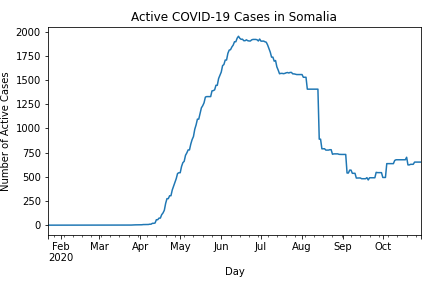 Active COVID-19 Cases in Somalia
Number of Active Cases
2000
1750
1500
1250
1000
750
500
250
0
Feb Mar Apr May Jun Jul Aug Sep Oct
2020
Day